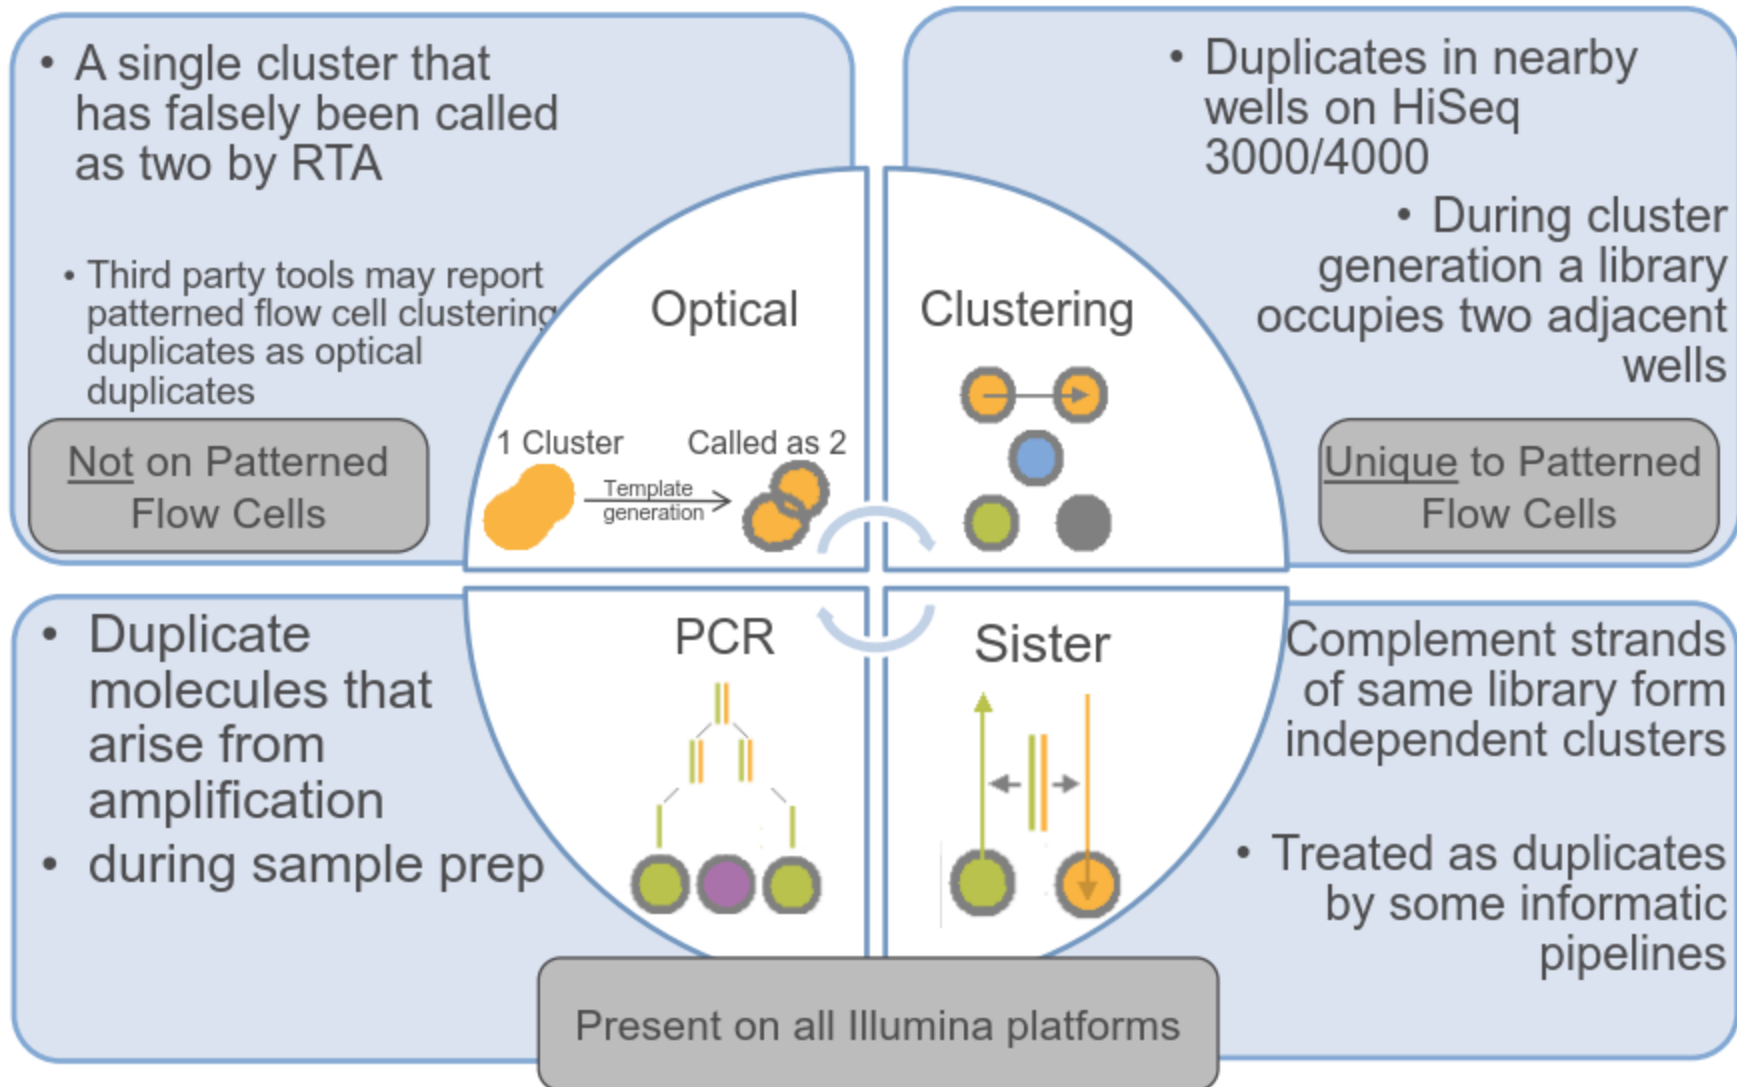 • A single cluster that
has falsely been called
as two by RTA
• Third party tools may report
patterned flow cell clustering
duplicates as optical
duplicates
Not on Patterned
Flow Cells
Optical
1 Cluster
Called as 2
Template
generation
• Duplicates in nearby
wells on HiSeq
3000/4000
• During cluster
generation a library
occupies two adjacent
wells
Clustering
Unique to Patterned
Flow Cells
• Duplicate
molecules that
arise from
amplification
• during sample prep
PCR
Sister
Complement strands
of same library form
independent clusters
• Treated as duplicates
by some informatic
pipelines
Present on all Illumina platforms